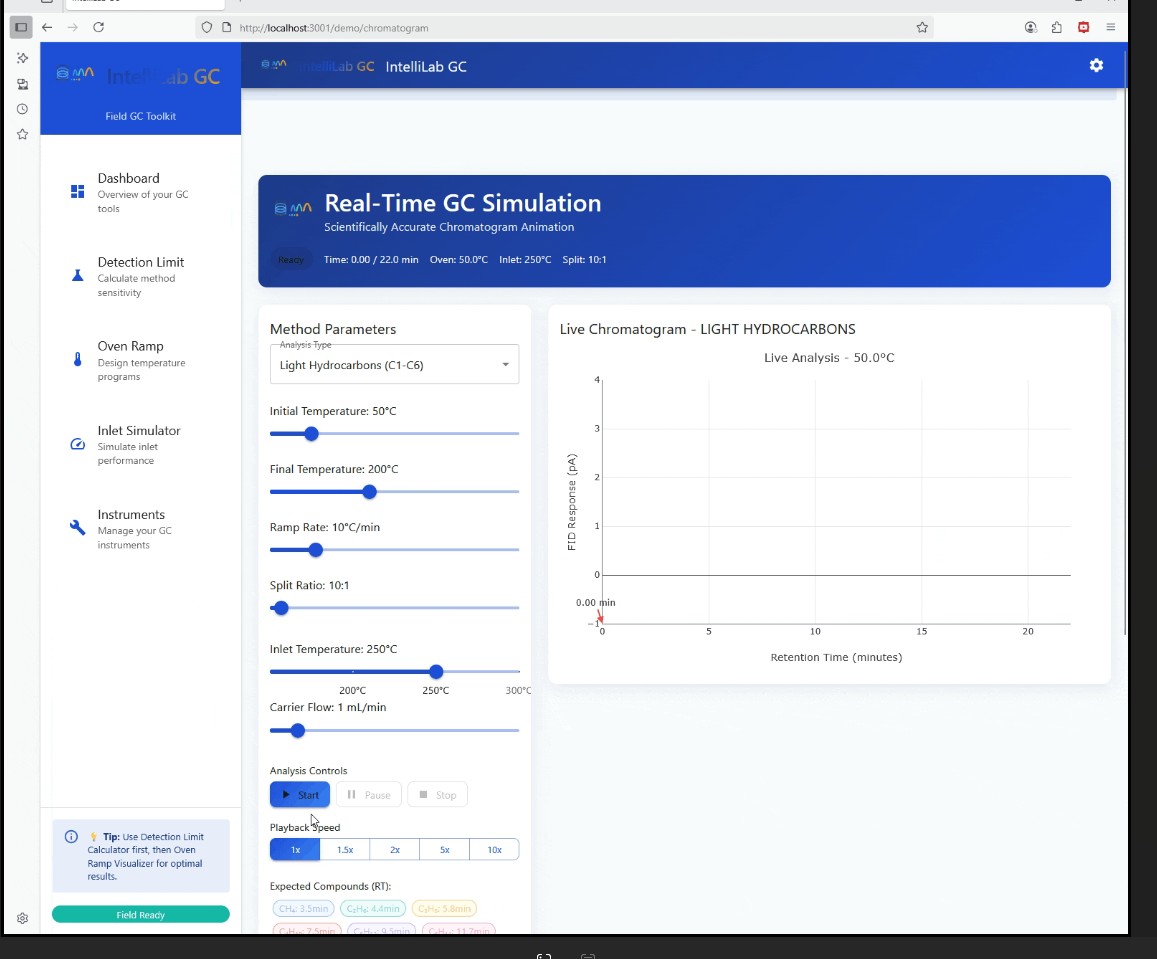 http://localhost:3001/demo/chromatogram
IntelliLab GC
Field GC Toolkit
IntelliLab GC IntelliLab GC
Dashboard
Overview of your GC
tools
Detection Limit
Calculate method
sensitivity
Oven Ramp
Design temperature
programs
Inlet Simulator
Simulate inlet
performance
Instruments
Manage your GC
instruments
Tip: Use Detection Limit
Calculator first, then Oven
Ramp Visualizer for optimal
results.
Field Ready
Real-Time GC Simulation
Scientifically Accurate Chromatogram Animation
Ready Time: 0.00 / 22.0 min Oven: 50.0°C Inlet: 250°C Split: 10:1
Method Parameters
Analysis Type
Light Hydrocarbons (C1-C6)
Initial Temperature: 50°C
Final Temperature: 200°C
Ramp Rate: 10°C/min
Split Ratio: 10:1
Inlet Temperature: 250°C
200°C 250°C 300°C
Carrier Flow: 1 mL/min
Analysis Controls
Start Pause Stop
Playback Speed
1x 1.5x 2x 5x 10x
Expected Compounds (RT):
CH₄: 3.5min C₂H₆: 4.4min C₃H₈: 5.8min
7.5min 9.5min 11.7min
Live Chromatogram - LIGHT HYDROCARBONS
Live Analysis - 50.0°C
4
3
2
1
0
−1
FID Response (pA)
0.00 min
0 5 10 15 20
Retention Time (minutes)